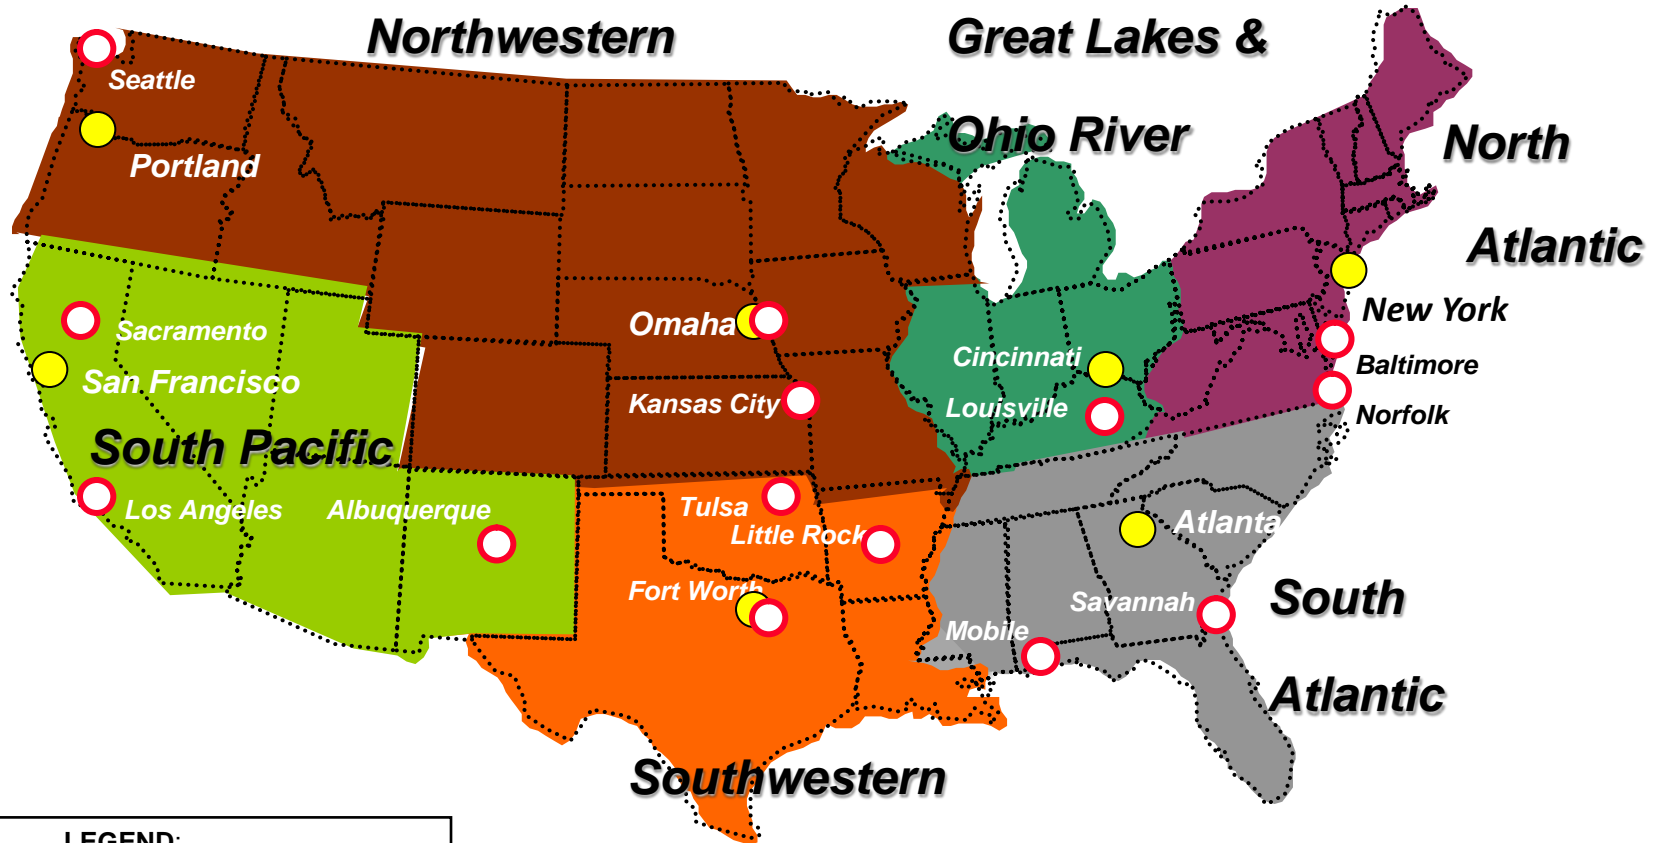 Northwestern
Great Lakes &
Ohio River
North
Atlantic
Seattle
Portland
Omaha
Cincinnati
New York
Sacramento
San Francisco
Kansas City
Louisville
Baltimore
Norfolk
South Pacific
Los Angeles
Albuquerque
Tulsa
Little Rock
Atlanta
Fort Worth
Savannah
Mobile
South
Atlantic
Southwestern
LEGEND: